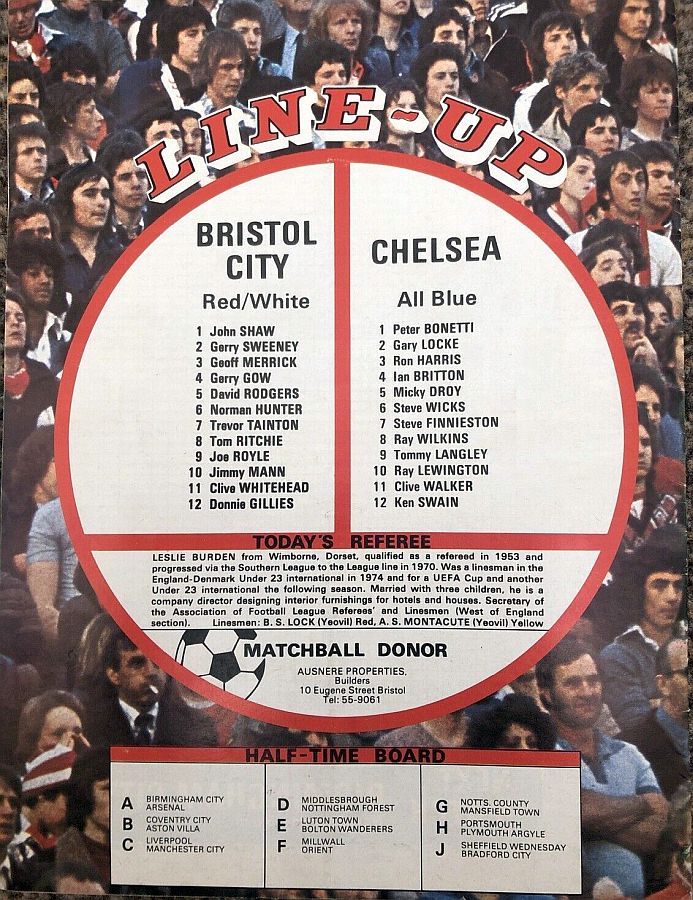 LINE-UP
BRISTOL
CITY
Red/White
1 John SHAW
2 Gerry SWEENEY
3 Geoff MERRICK
4 Gerry GOW
5 David RODGERS
6 Norman HUNTER
7 Trevor TAINTON
8 Tom RITCHIE
9 Joe ROYLE
10 Jimmy MANN
11 Clive WHITEHEAD
12 Donnie GILLIES
CHELSEA
All Blue
1 Peter BONETTI
2 Gary LOCKE
3 Ron HARRIS
4 Ian BRITTON
5 Micky DROY
6 Steve WICKS
7 Steve FINNIESTON
8 Ray WILKINS
9 Tommy LANGLEY
10 Ray LEWINGTON
11 Clive WALKER
12 Ken SWAIN
TODAY'S REFEREE
LESLIE BURDEN from Wimborne, Dorset, qualified as a refereed in 1953 and
progressed via the Southern League to the League line in 1970. Was a linesman in the
England-Denmark Under 23 international in 1974 and for a UEFA Cup and another
Under 23 international the following season. Married with three children, he is a
company director designing interior furnishings for hotels and houses. Secretary of
the Association of Football League Referees' and Linesmen (West of England
section). Linesmen: B. S. LOCK (Yeovil) Red, A. S. MONTACUTE (Yeovil) Yellow
MATCHBALL DONOR
AUSNERE PROPERTIES,
Builders
10 Eugene Street Bristol
Tel: 55-9061
HALF-TIME BOARD
A BIRMINGHAM CITY
ARSENAL
B COVENTRY CITY
ASTON VILLA
C LIVERPOOL
MANCHESTER CITY
D MIDDLESBROUGH
NOTTINGHAM FOREST
E LUTON TOWN
BOLTON WANDERERS
F MILLWALL
ORIENT
G NOTTS. COUNTY
MANSFIELD TOWN
H PORTSMOUTH
PLYMOUTH ARGYLE
J SHEFFIELD WEDNESDAY
BRADFORD CITY